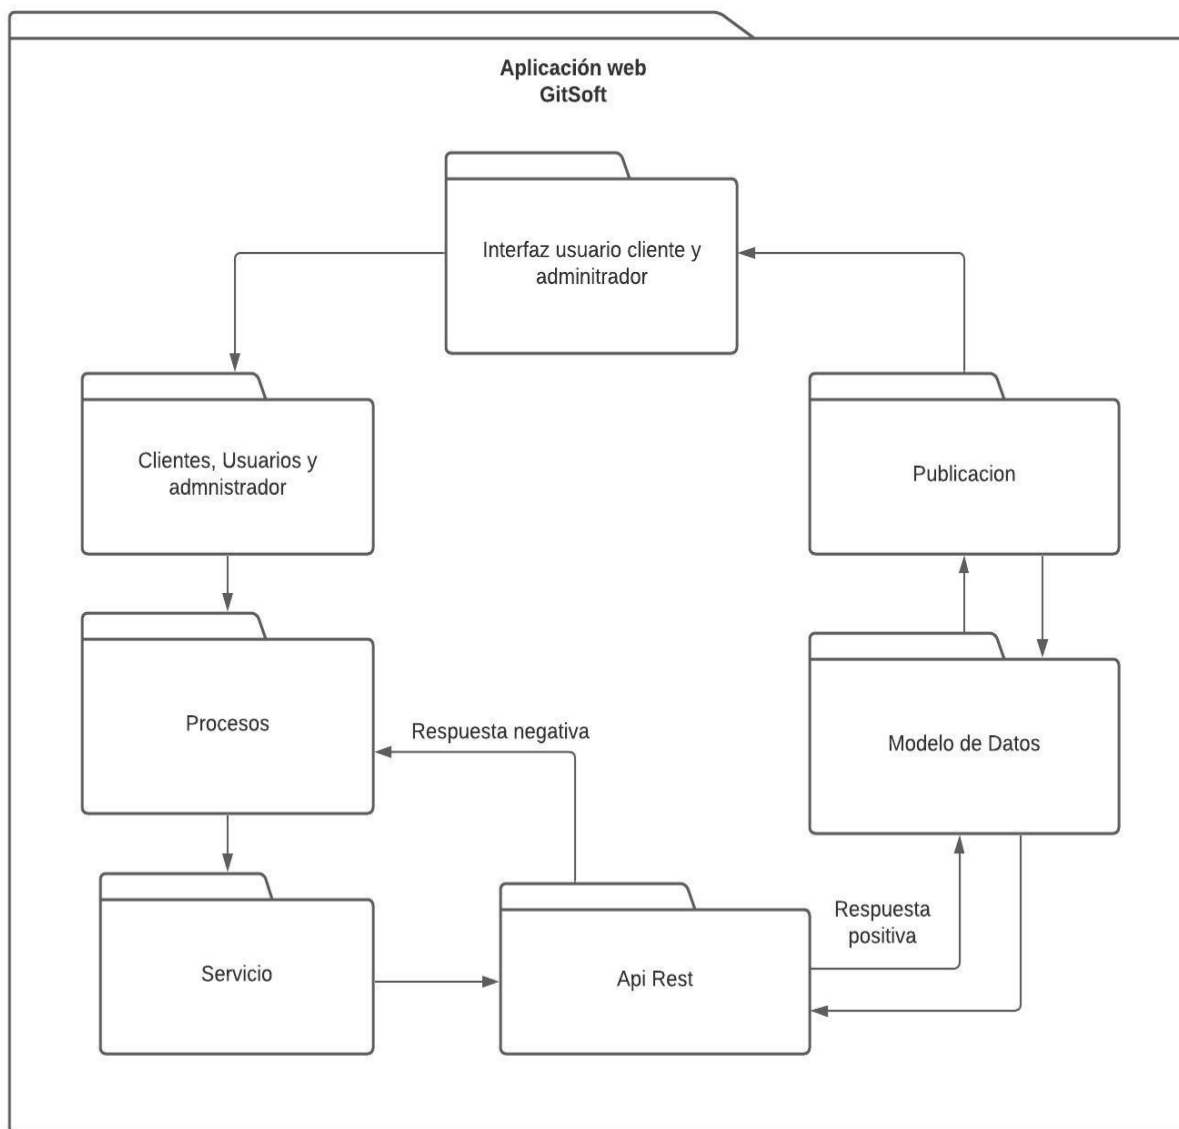 Aplicación web
GitSoft
Interfaz usuario cliente y
adminitrador
Clientes, Usuarios y
admnistrador
Publicacion
Procesos
Respuesta negativa
Modelo de Datos
Respuesta
positiva
Servicio
Api Rest